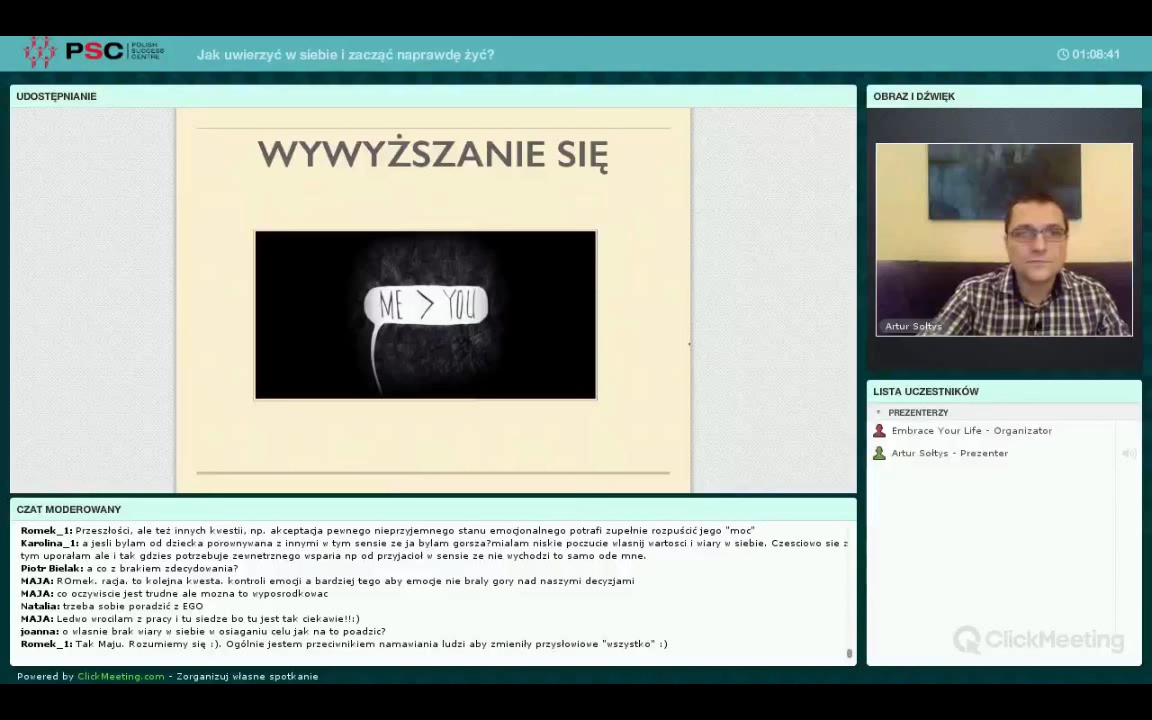 PSC POLISH SUCCESS CENTRE
Jak uwierzyć w siebie i zacząć naprawdę żyć?
01:08:41
UDOSTĘPNIANIE
WYWYŻSZANIE SIĘ
ME > YOU
OBRAZ I DŹWIĘK
Artur Sołtys
LISTA UCZESTNIKÓW
PREZENTERZY
Embrace Your Life - Organizator
Artur Sołtys - Prezenter
ClickMeeting
CZAT MODEROWANY
Romek_1: Przeszłości, ale też innych kwestii, np. akceptacja pewnego nieprzyjemnego stanu emocjonalnego potrafi zupełnie rozpuścić jego "moc"
Karolina_1: a jesli bylam od dziecka porownywana z innymi w tym sensie ze ja bylam gorsza?mialam niskie poczucie wlasnij wartosci i wiary w siebie. Czesciowo sie z
tym uporałam ale i tak gdzies potrzebuje zewnetrznego wsparia np od przyjacioł w sensie ze nie wychodzi to samo ode mne.
Piotr Bielak: a co z brakiem zdecydowania?
MAJA: ROmek. racja. to kolejna kwesta. kontroli emocji a bardziej tego aby emocje nie braly gory nad naszymi decyzjami
MAJA: co oczywiscie jest trudne ale mozna to wyposrodkowac
Natalia: trzeba sobie poradzić z EGO
MAJA: Ledwo wrocilam z pracy i tu siedze bo tu jest tak ciekawie!!:)
joanna: o wlasnie brak wiary w siebie w osiaganiu celu jak na to poadzic?
Romek_1: Tak Maju. Rozumiemy się :). Ogólnie jestem przeciwnikiem namawiania ludzi aby zmieniły przysłowiowe "wszystko" :)
Powered by ClickMeeting.com - Zorganizuj własne spotkanie